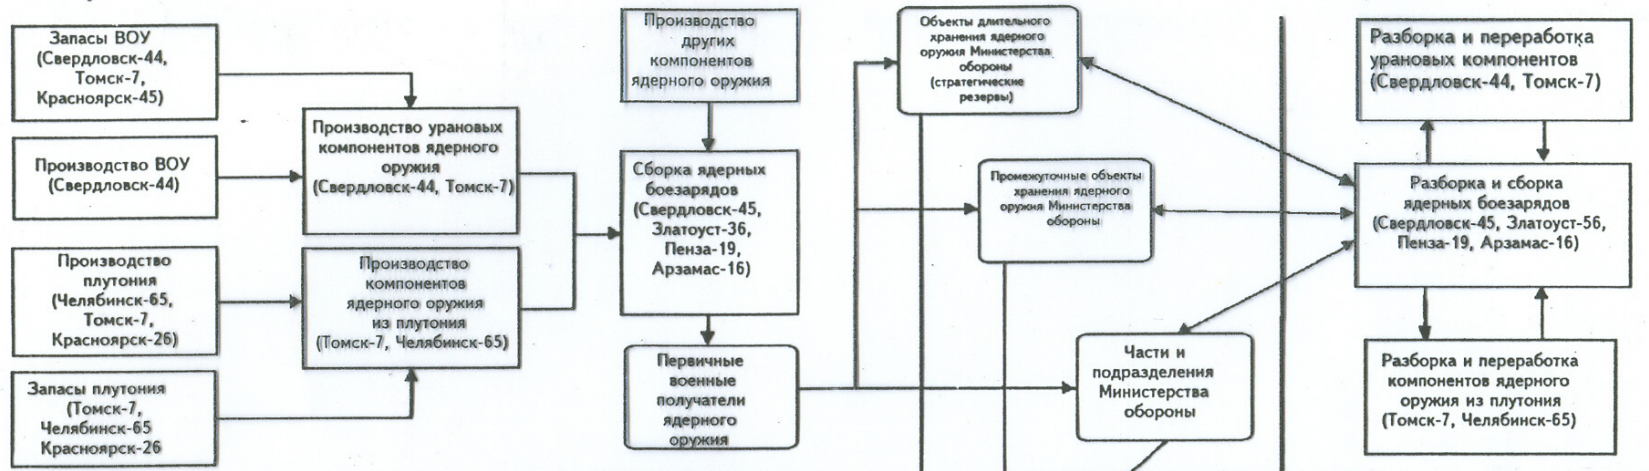 Запасы ВОУ
(Свердловск-44,
Томск-7,
Красноярск-45)
Производство ВОУ
(Свердловск-44)
Производство
плутония
(Челябинск-65,
Томск-7,
Красноярск-26)
Запасы плутония
(Томск-7,
Челябинск-65
Красноярск-26
Производство урановых
компонентов ядерного
оружия
(Свердловск-44, Томск-7)
Производство
компонентов
ядерного оружия
из плутония
(Томск-7, Челябинск-65)
Производство
других
компонентов
ядерного оружия
Сборка ядерных
боезарядов
(Свердловск-45,
Златоуст-36,
Пенза-19,
Арзамас-16)
Первичные
военные
получатели
ядерного
оружия
Объекты длительного
хранения ядерного
оружия Министерства
обороны
(стратегические
резервы)
Промежуточные объекты
хранения ядерного
оружия Министерства
обороны
Части и
подразделения
Министерства
обороны
Разборка и переработка
урановых компонентов
(Свердловск-44, Томск-7)
Разборка и сборка
ядерных боезарядов
(Свердловск-45, Златоуст-56,
Пенза-19, Арзамас-16)
Разборка и переработка
компонентов ядерного
оружия из плутония
(Томск-7, Челябинск-65)